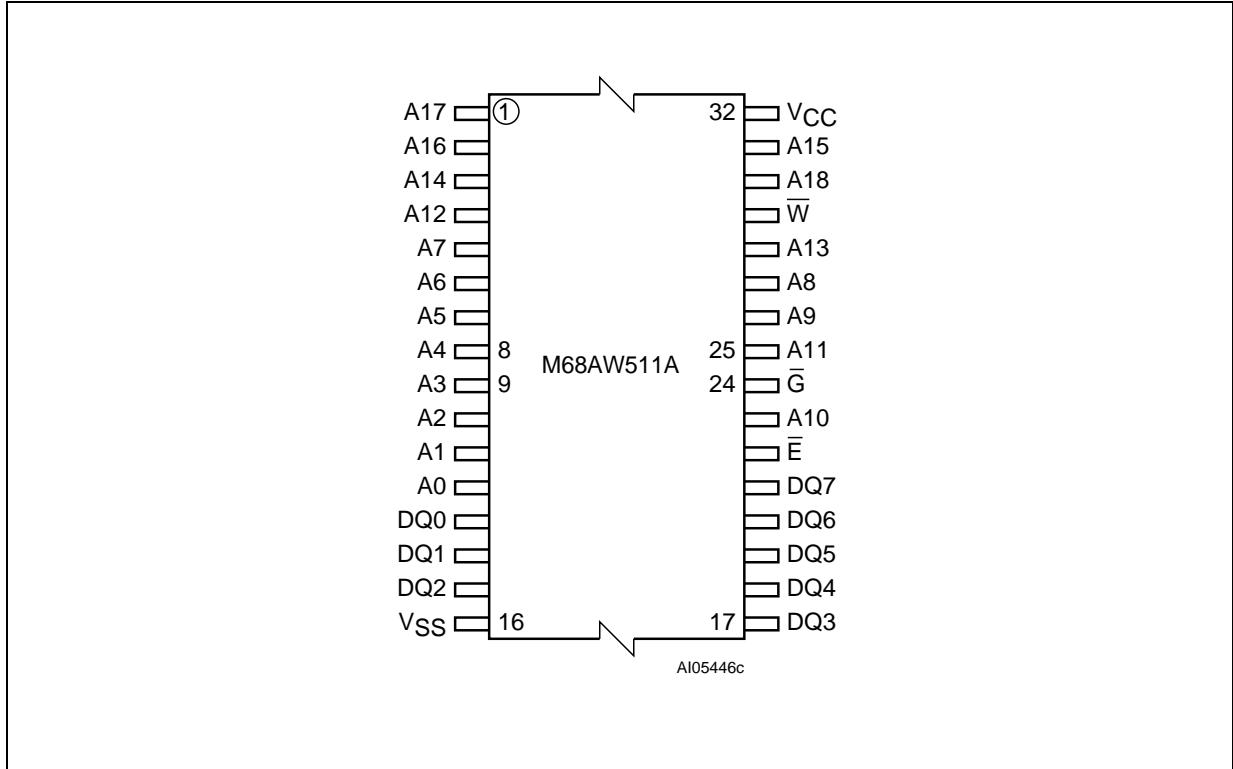 A17 1 32 VCC
A16 A15
A14 A18
A12 W̅
A7 A13
A6 A8
A5 A9
A4 8 25 A11
M68AW511A
A3 9 24 G̅
A2 A10
A1 E̅
A0 DQ7
DQ0 DQ6
DQ1 DQ5
DQ2 DQ4
VSS 16 17 DQ3
AI05446c